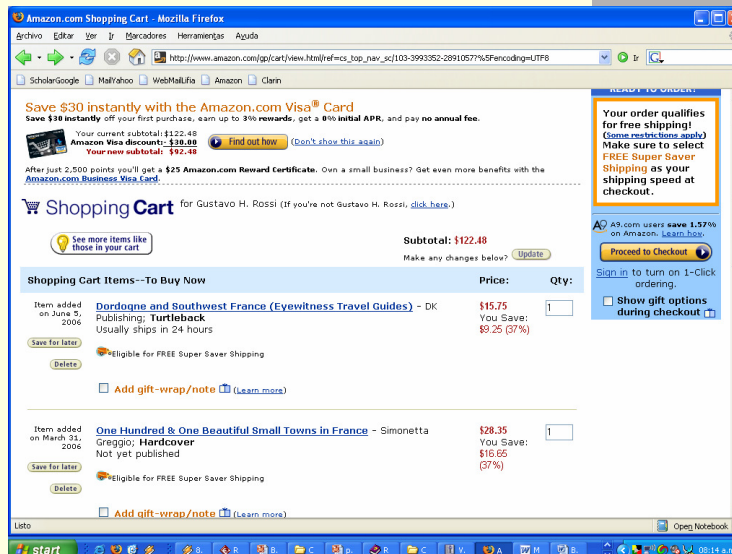 Amazon.com Shopping Cart - Mozilla Firefox
Archivo Editar Ver Ir Marcadores Herramientas Ayuda
http://www.amazon.com/gp/cart/view.html/ref=cs_top_nav_sc/103-3993352-2891057?%5Fencoding=UTF8
Ir
ScholarGoogle MailYahoo WebMailLifia Amazon Clarin
Save $30 instantly with the Amazon.com Visa® Card
Save $30 instantly off your first purchase, earn up to 3% rewards, get a 0% initial APR, and pay no annual fee.
Your current subtotal:$122.48
Amazon Visa discount:- $30.00
Your new subtotal: $92.48
Find out how
(Don't show this again)
After just 2,500 points you'll get a $25 Amazon.com Reward Certificate. Own a small business? Get even more benefits with the
Amazon.com Business Visa Card.
Shopping Cart for Gustavo H. Rossi (If you're not Gustavo H. Rossi, click here.)
See more items like
those in your cart
Subtotal: $122.48
Make any changes below? Update
Shopping Cart Items--To Buy Now Price: Qty:
Item added
on June 5,
2006
Save for later
Delete
Dordogne and Southwest France (Eyewitness Travel Guides) - DK
Publishing; Turtleback
Usually ships in 24 hours
Eligible for FREE Super Saver Shipping
Add gift-wrap/note (Learn more)
$15.75
You Save:
$9.25 (37%)
1
Item added
on March 31,
2006
Save for later
Delete
One Hundred & One Beautiful Small Towns in France - Simonetta
Greggio; Hardcover
Not yet published
Eligible for FREE Super Saver Shipping
Add gift-wrap/note (Learn more)
$28.35
You Save:
$16.65
(37%)
1
READY TO ORDER?
Your order qualifies
for free shipping!
(Some restrictions apply)
Make sure to select
FREE Super Saver
Shipping as your
shipping speed at
checkout.
A9 A9.com users save 1.57%
on Amazon. Learn how.
Proceed to Checkout
Sign in to turn on 1-Click
ordering.
Show gift options
during checkout
Listo
Open Notebook
start
08:14 a.m.